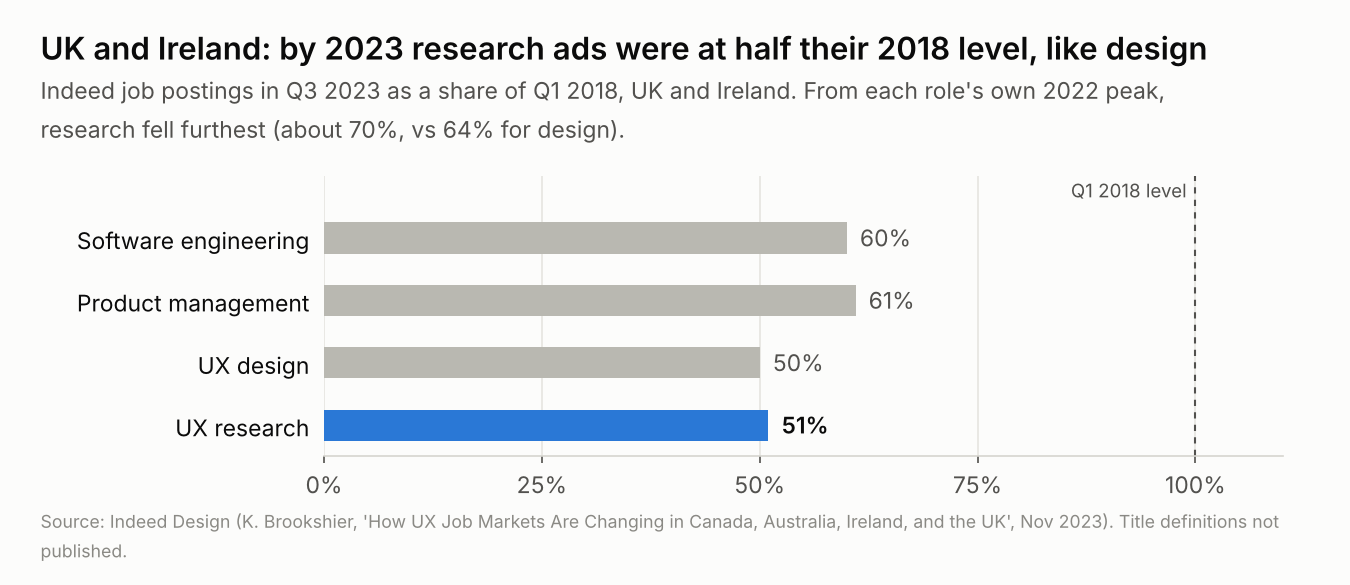 UK and Ireland: by 2023 research ads were at half their 2018 level, like design
Indeed job postings in Q3 2023 as a share of Q1 2018, UK and Ireland. From each role's own 2022 peak,
research fell furthest (about 70%, vs 64% for design).
Q1 2018 level
Software engineering 60%
Product management 61%
UX design 50%
UX research 51%
0% 25% 50% 75% 100%
Source: Indeed Design (K. Brookshier, 'How UX Job Markets Are Changing in Canada, Australia, Ireland, and the UK', Nov 2023). Title definitions not
published.